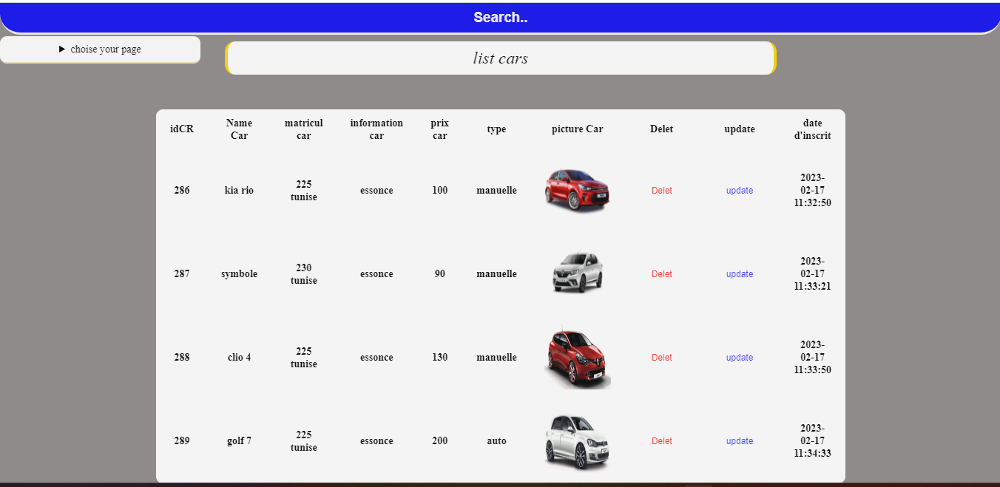 Search..
▶ choise your page
list cars
idCR Name Car matricul car information car prix car type picture Car Delet update date d'inscrit
286 kia rio 225 tunise essonce 100 manuelle Delet update 2023-02-17 11:32:50
287 symbole 230 tunise essonce 90 manuelle Delet update 2023-02-17 11:33:21
288 clio 4 225 tunise essonce 130 manuelle Delet update 2023-02-17 11:33:50
289 golf 7 225 tunise essonce 200 auto Delet update 2023-02-17 11:34:33